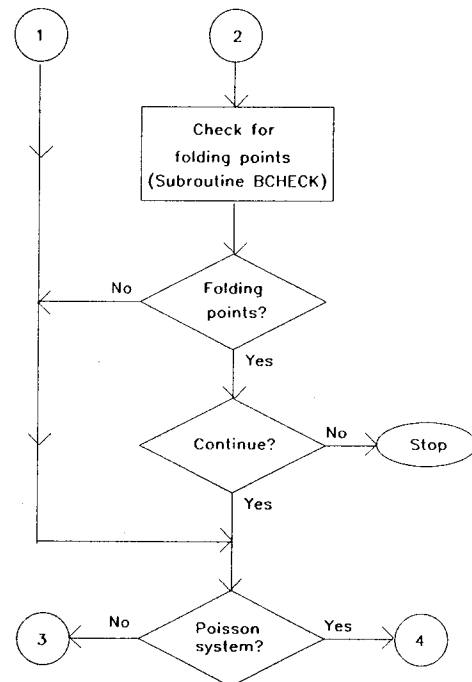 1
2
Check for
folding points
(Subroutine BCHECK)
No
Folding
points?
Yes
Continue?
No
Stop
Yes
3
No
Poisson
system?
Yes
4